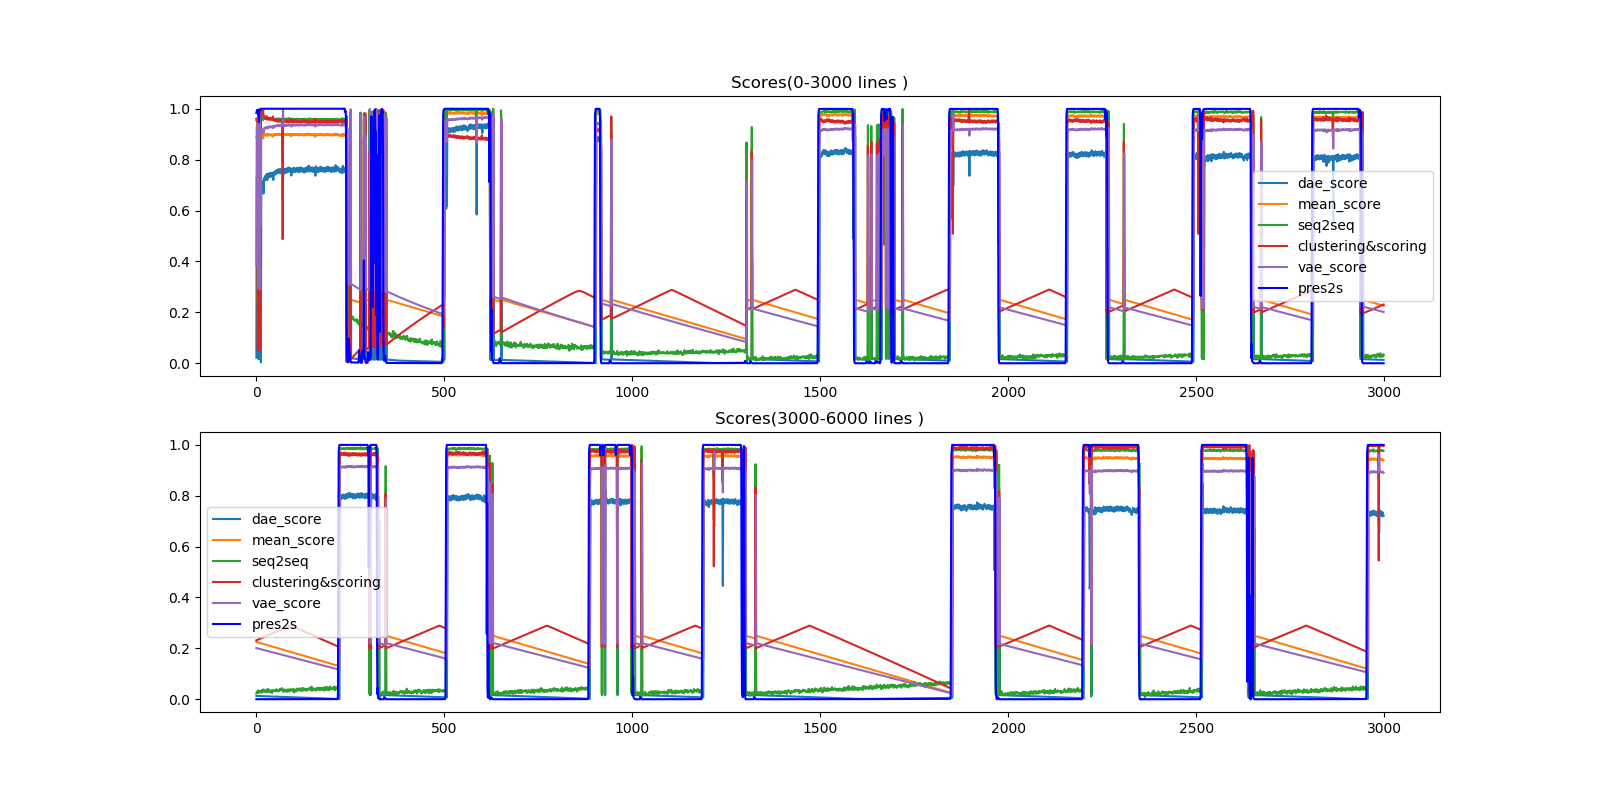 Scores(0-3000 lines )
1.0
0.8
0.6
0.4
0.2
0.0
dae_score
mean_score
seq2seq
clustering&scoring
vae_score
pres2s
0 500 1000 1500 2000 2500 3000
Scores(3000-6000 lines )
1.0
0.8
0.6
0.4
0.2
0.0
dae_score
mean_score
seq2seq
clustering&scoring
vae_score
pres2s
0 500 1000 1500 2000 2500 3000